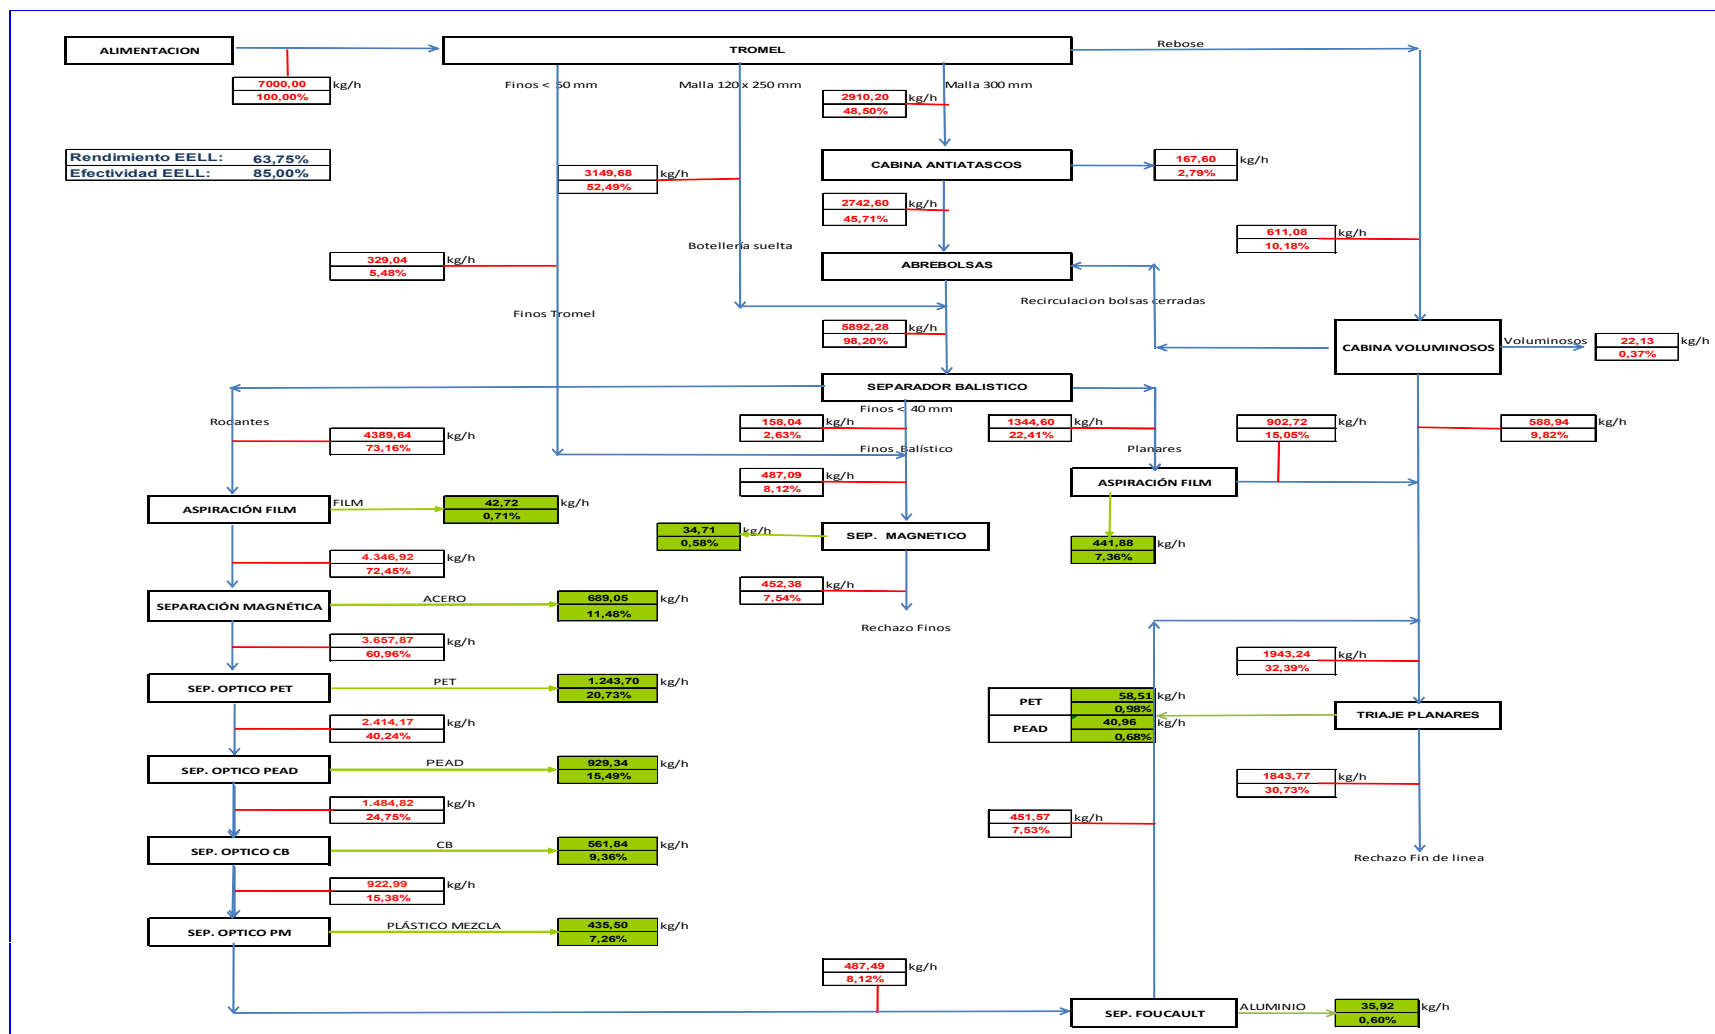 ALIMENTACION
TROMEL
Rebose
7000,00 kg/h
100,00%
Finos < 60 mm
Malla 120 x 250 mm
Malla 300 mm
2910,20 kg/h
48,50%
Rendimiento EELL: 63,75%
Efectividad EELL: 85,00%
CABINA ANTIATASCOS
167,60 kg/h
2,79%
3149,68 kg/h
52,49%
2742,60 kg/h
45,71%
611,08 kg/h
10,18%
Botellería suelta
329,04 kg/h
5,48%
ABREBOLSAS
Recirculacion bolsas cerradas
Finos Tromel
5892,28 kg/h
98,20%
CABINA VOLUMINOSOS
Voluminosos
22,13 kg/h
0,37%
SEPARADOR BALISTICO
Finos < 40 mm
Rodantes
4389,64 kg/h
73,16%
158,04 kg/h
2,63%
1344,60 kg/h
22,41%
902,72 kg/h
15,05%
588,94 kg/h
9,82%
Finos Balístico
Planares
487,09 kg/h
8,12%
ASPIRACIÓN FILM
ASPIRACIÓN FILM
FILM
42,72 kg/h
0,71%
34,71 kg/h
0,58%
SEP. MAGNETICO
441,88 kg/h
7,36%
4.346,92 kg/h
72,45%
452,38 kg/h
7,54%
SEPARACIÓN MAGNÉTICA
ACERO
689,05 kg/h
11,48%
Rechazo Finos
3.657,87 kg/h
60,96%
1943,24 kg/h
32,39%
SEP. OPTICO PET
PET
1.243,70 kg/h
20,73%
PET
58,51 kg/h
0,98%
PEAD
40,96 kg/h
0,68%
TRIAJE PLANARES
2.414,17 kg/h
40,24%
SEP. OPTICO PEAD
PEAD
929,34 kg/h
15,49%
1843,77 kg/h
30,73%
1.484,82 kg/h
24,75%
451,57 kg/h
7,53%
SEP. OPTICO CB
CB
561,84 kg/h
9,36%
Rechazo Fin de linea
922,99 kg/h
15,38%
SEP. OPTICO PM
PLÁSTICO MEZCLA
435,50 kg/h
7,26%
487,49 kg/h
8,12%
SEP. FOUCAULT
ALUMINIO
35,92 kg/h
0,60%